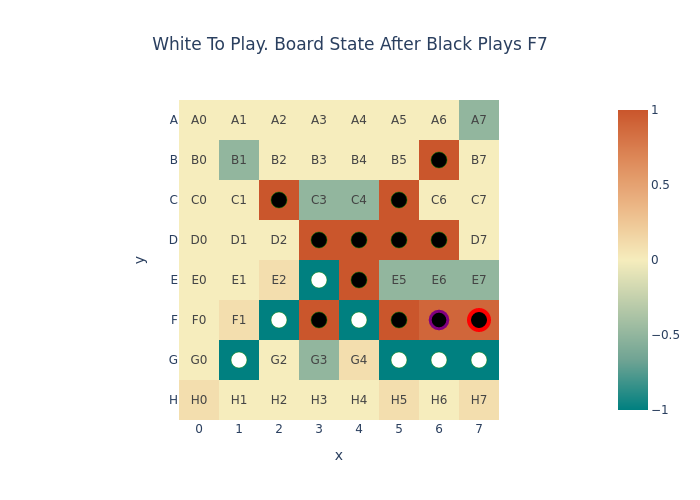 White To Play. Board State After Black Plays F7
A A0 A1 A2 A3 A4 A5 A6 A7 1
B B0 B1 B2 B3 B4 B5 B7
C C0 C1 C3 C4 C6 C7 0.5
D D0 D1 D2 D7
y 0
E E0 E1 E2 E5 E6 E7
F F0 F1 −0.5
G G0 G2 G3 G4
H H0 H1 H2 H3 H4 H5 H6 H7 −1
0 1 2 3 4 5 6 7
x